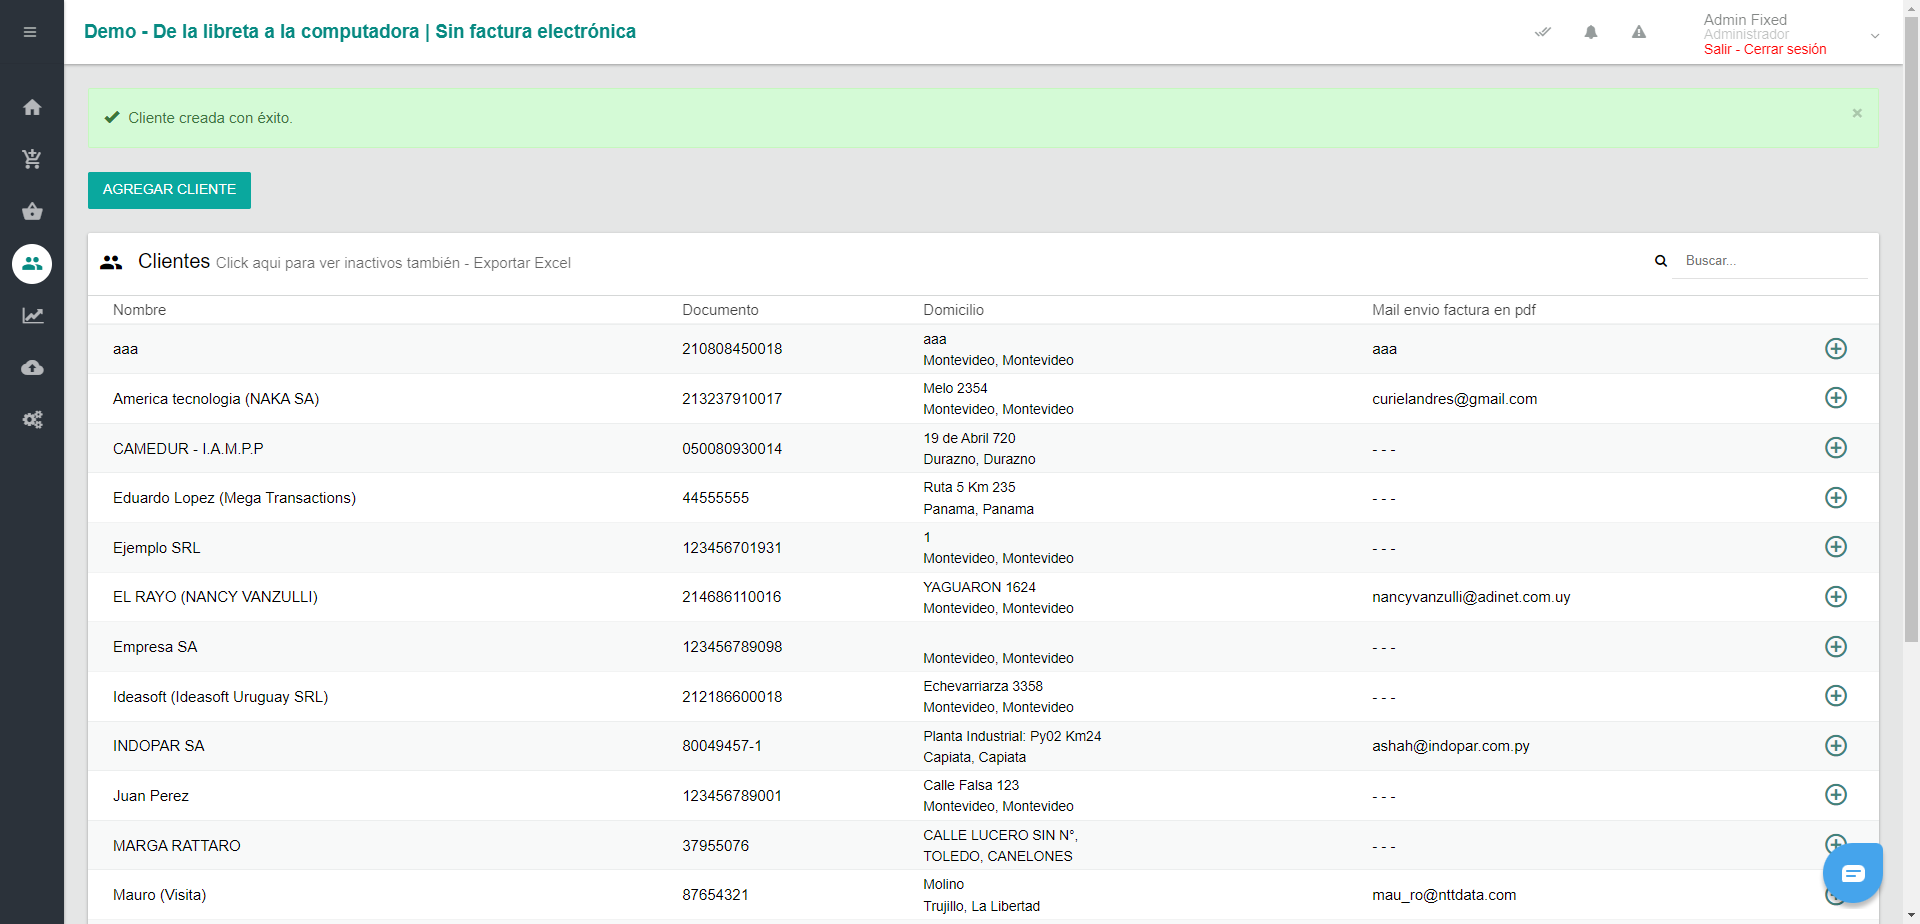 Demo - De la libreta a la computadora | Sin factura electrónica
Admin Fixed
Administrador
Salir - Cerrar sesión
Cliente creada con éxito.
×
AGREGAR CLIENTE
Clientes Click aqui para ver inactivos también - Exportar Excel
Buscar...
Nombre Documento Domicilio Mail envio factura en pdf
aaa 210808450018 aaa
Montevideo, Montevideo aaa
America tecnologia (NAKA SA) 213237910017 Melo 2354
Montevideo, Montevideo curielandres@gmail.com
CAMEDUR - I.A.M.P.P 050080930014 19 de Abril 720
Durazno, Durazno - - -
Eduardo Lopez (Mega Transactions) 44555555 Ruta 5 Km 235
Panama, Panama - - -
Ejemplo SRL 123456701931 1
Montevideo, Montevideo - - -
EL RAYO (NANCY VANZULLI) 214686110016 YAGUARON 1624
Montevideo, Montevideo nancyvanzulli@adinet.com.uy
Empresa SA 123456789098
Montevideo, Montevideo - - -
Ideasoft (Ideasoft Uruguay SRL) 212186600018 Echevarriarza 3358
Montevideo, Montevideo - - -
INDOPAR SA 80049457-1 Planta Industrial: Py02 Km24
Capiata, Capiata ashah@indopar.com.py
Juan Perez 123456789001 Calle Falsa 123
Montevideo, Montevideo - - -
MARGA RATTARO 37955076 CALLE LUCERO SIN N°,
TOLEDO, CANELONES - - -
Mauro (Visita) 87654321 Molino
Trujillo, La Libertad mau_ro@nttdata.com